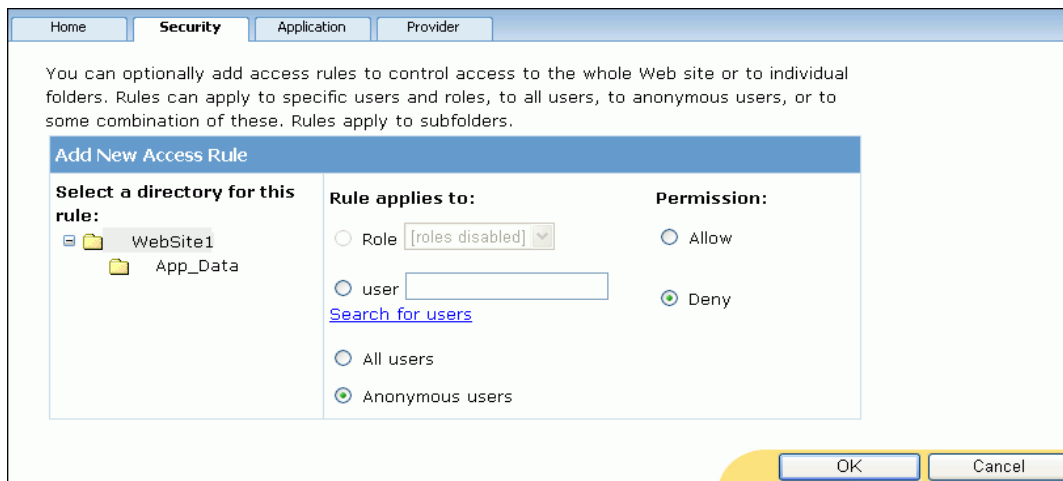 Home Security Application Provider
You can optionally add access rules to control access to the whole Web site or to individual
folders. Rules can apply to specific users and roles, to all users, to anonymous users, or to
some combination of these. Rules apply to subfolders.
Add New Access Rule
Select a directory for this
rule:
WebSite1
App_Data
Rule applies to:
Role [roles disabled]
user
Search for users
All users
Anonymous users
Permission:
Allow
Deny
OK Cancel